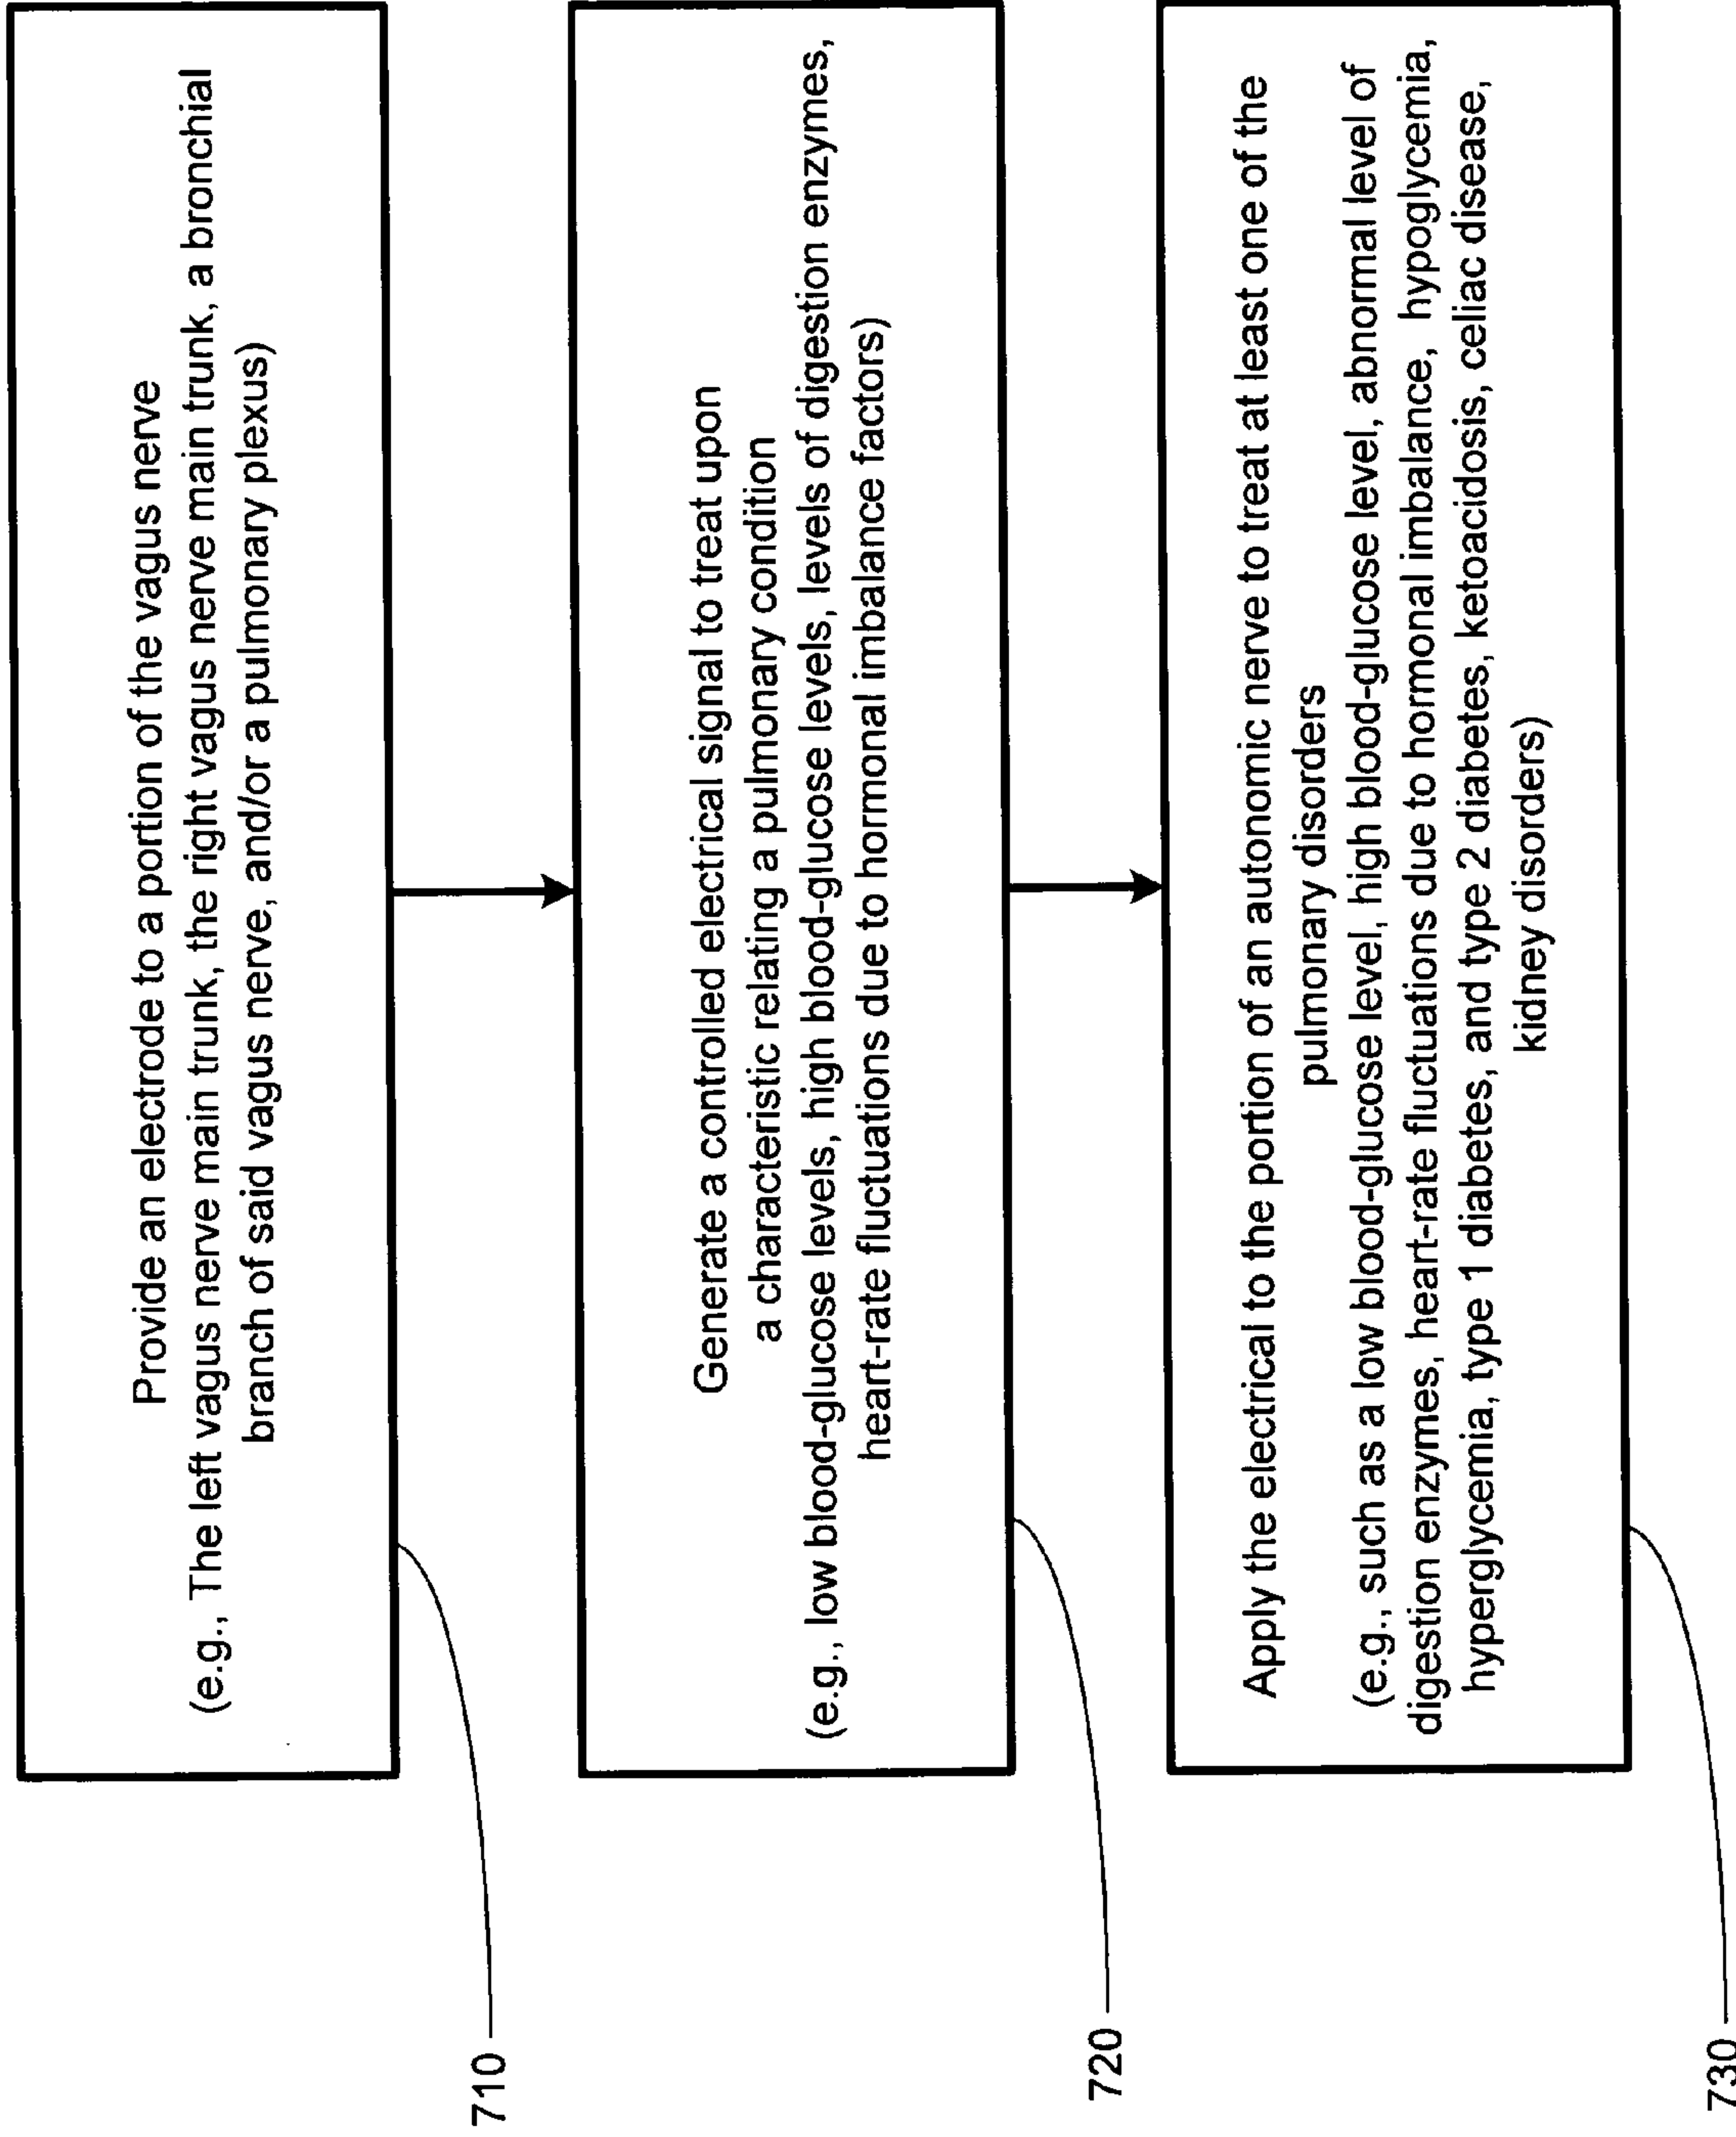 Provide an electrode to a portion of the vagus nerve
(e.g., The left vagus nerve main trunk, the right vagus nerve main trunk, a bronchial
branch of said vagus nerve, and/or a pulmonary plexus)
710
Generate a controlled electrical signal to treat upon
a characteristic relating a pulmonary condition
(e.g., low blood-glucose levels, high blood-glucose levels, levels of digestion enzymes,
heart-rate fluctuations due to hormonal imbalance factors)
720
Apply the electrical to the portion of an autonomic nerve to treat at least one of the
pulmonary disorders
(e.g., such as a low blood-glucose level, high blood-glucose level, abnormal level of
digestion enzymes, heart-rate fluctuations due to hormonal imbalance, hypoglycemia,
hyperglycemia, type 1 diabetes, and type 2 diabetes, ketoacidosis, celiac disease,
kidney disorders)
730